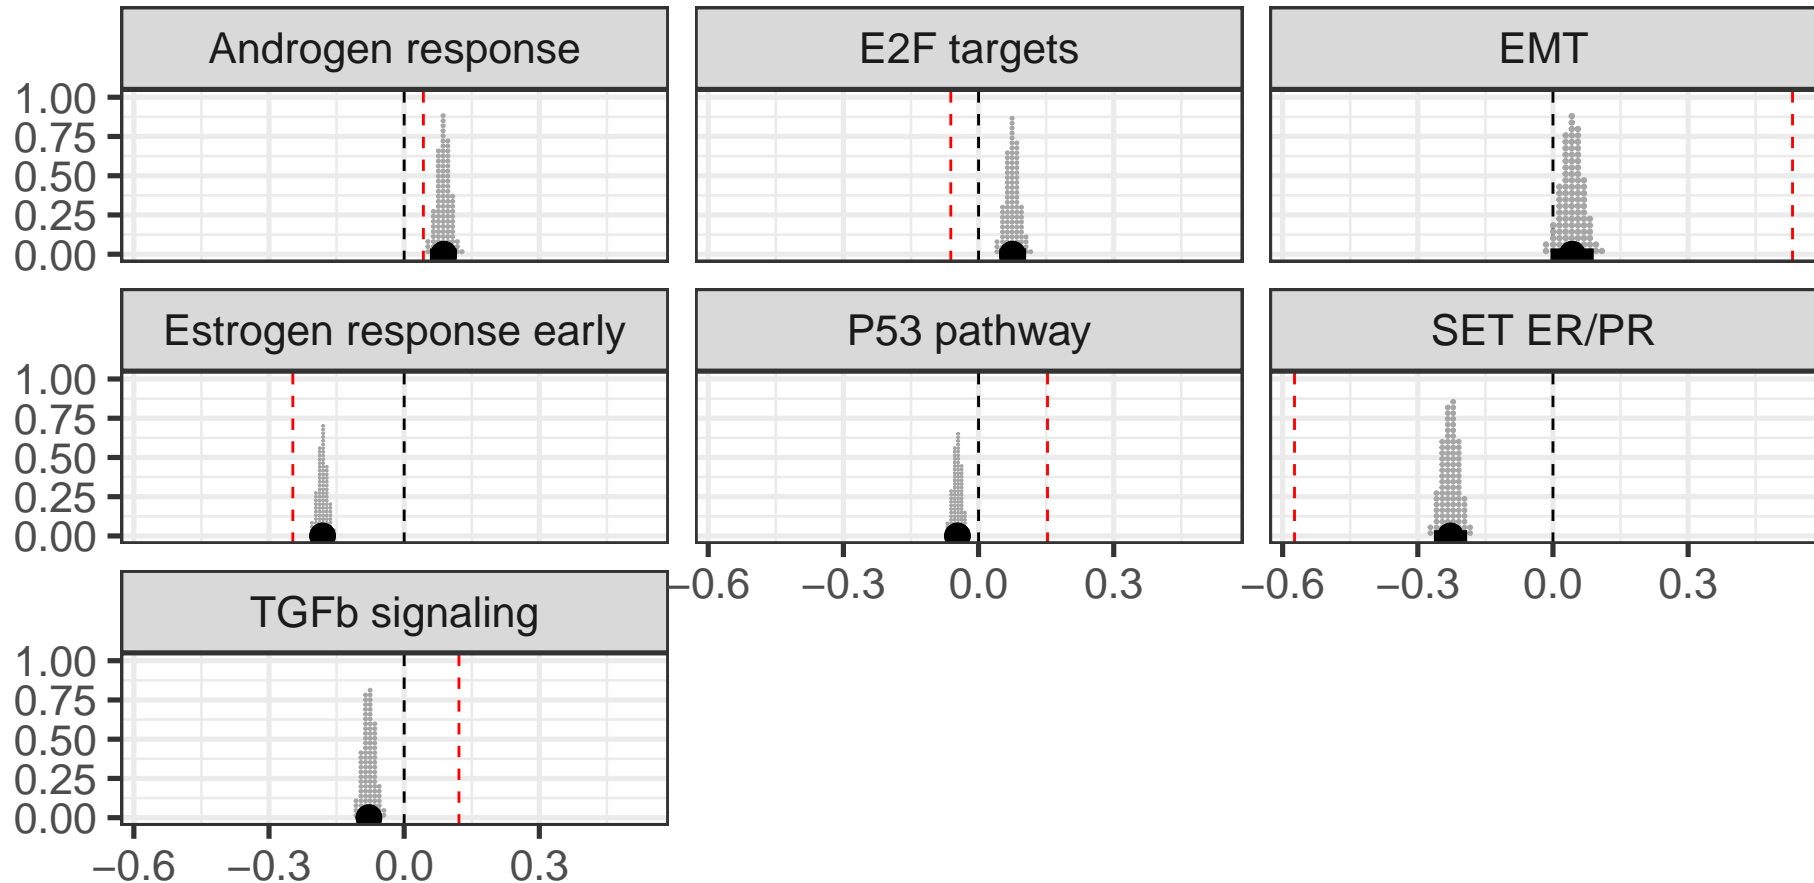 Androgen response
E2F targets
EMT
1.00
0.75
0.50
0.25
0.00
Estrogen response early
P53 pathway
SET ER/PR
1.00
0.75
0.50
0.25
0.00
−0.6 −0.3 0.0 0.3
−0.6 −0.3 0.0 0.3
TGFb signaling
1.00
0.75
0.50
0.25
0.00
−0.6 −0.3 0.0 0.3